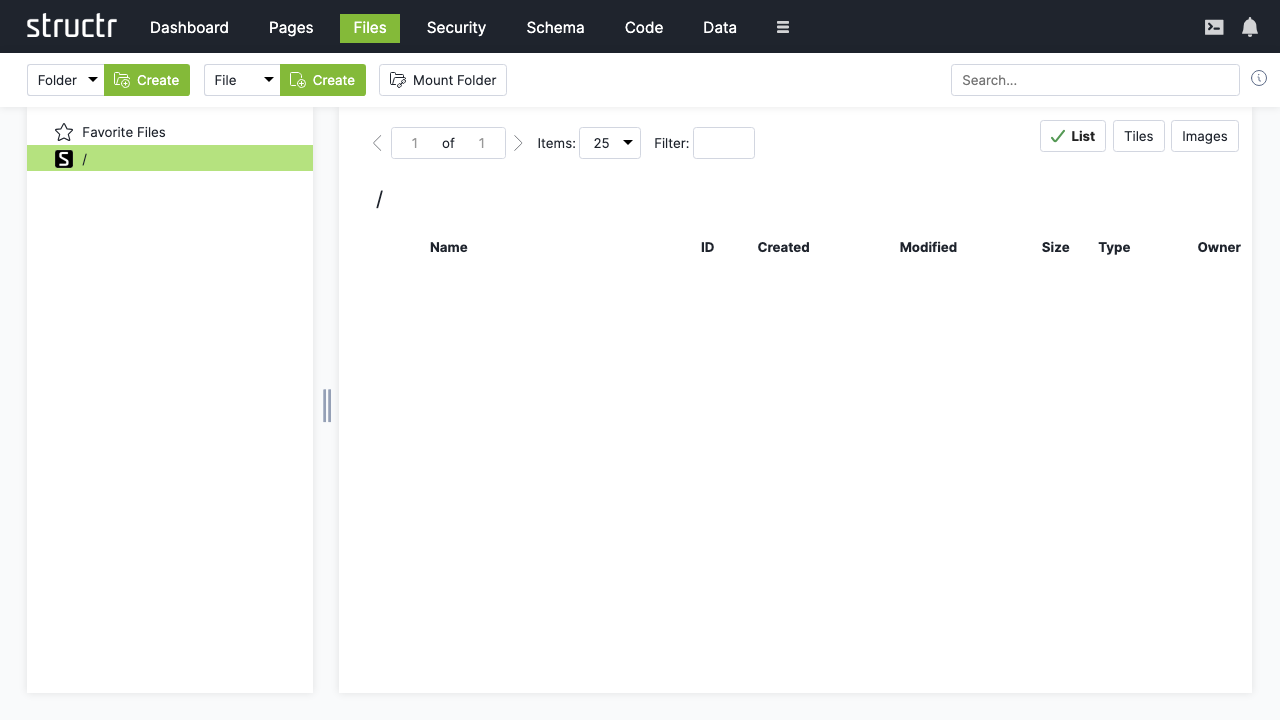 structr Dashboard Pages Files Security Schema Code Data
Folder Create File Create Mount Folder Search...
Favorite Files
/
1 of 1 Items: 25 Filter: List Tiles Images
/
Name ID Created Modified Size Type Owner